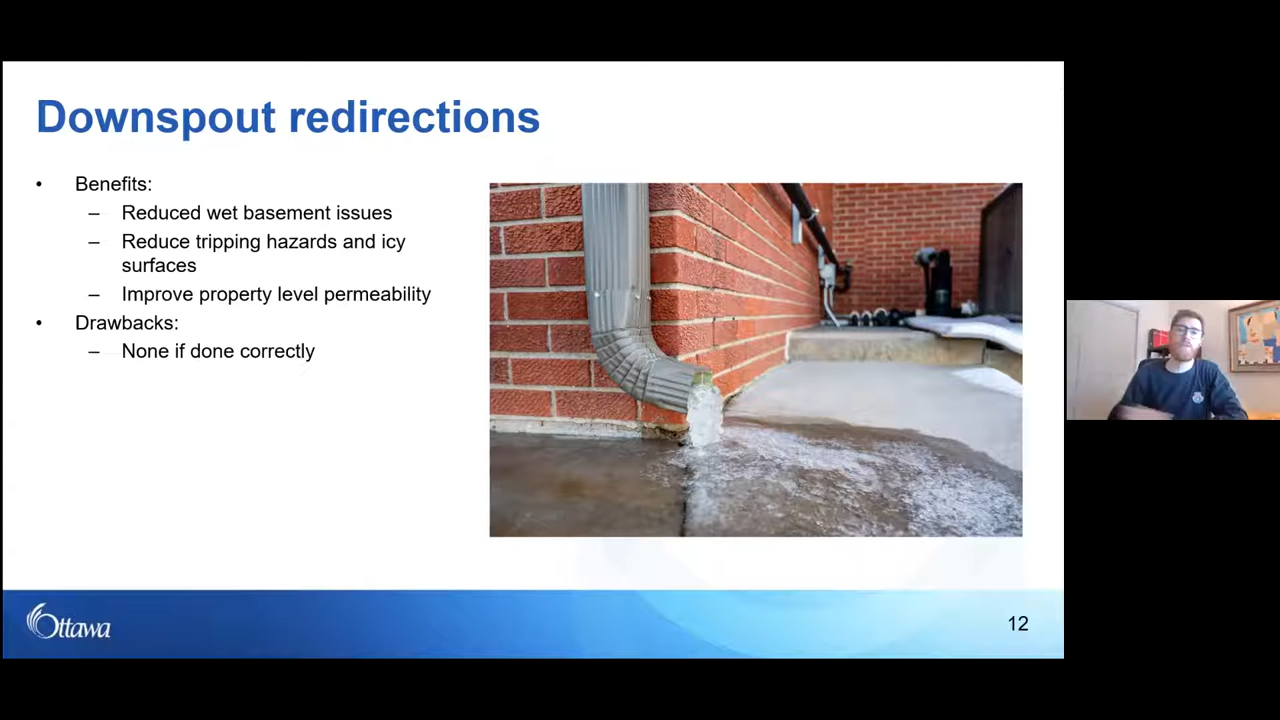 Downspout redirections
• Benefits:
– Reduced wet basement issues
– Reduce tripping hazards and icy
surfaces
– Improve property level permeability
• Drawbacks:
– None if done correctly
Ottawa
12